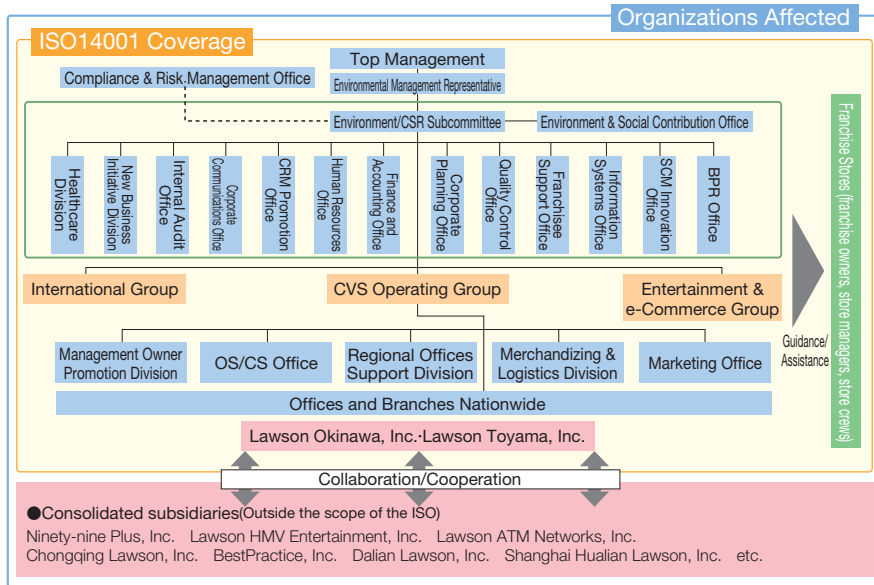 Organizations Affected
ISO14001 Coverage
Top Management
Compliance & Risk Management Office
Environmental Management Representative
Environment/CSR Subcommittee
Environment & Social Contribution Office
Healthcare
Division
New Business
Initiative Division
Internal Audit
Office
Corporate
Communications Office
CRM Promotion
Office
Human Resources
Office
Finance and
Accounting Office
Corporate
Planning Office
Quality Control
Office
Franchisee
Support Office
Information
Systems Office
SCM Innovation
Office
BPR Office
Franchise Stores (franchise owners, store managers, store crews)
International Group
CVS Operating Group
Entertainment &
e-Commerce Group
Guidance/
Assistance
Management Owner
Promotion Division
OS/CS Office
Regional Offices
Support Division
Merchandizing &
Logistics Division
Marketing Office
Offices and Branches Nationwide
Lawson Okinawa, Inc.·Lawson Toyama, Inc.
Collaboration/Cooperation
●Consolidated subsidiaries(Outside the scope of the ISO)
Ninety-nine Plus, Inc. Lawson HMV Entertainment, Inc. Lawson ATM Networks, Inc.
Chongqing Lawson, Inc. BestPractice, Inc. Dalian Lawson, Inc. Shanghai Hualian Lawson, Inc. etc.